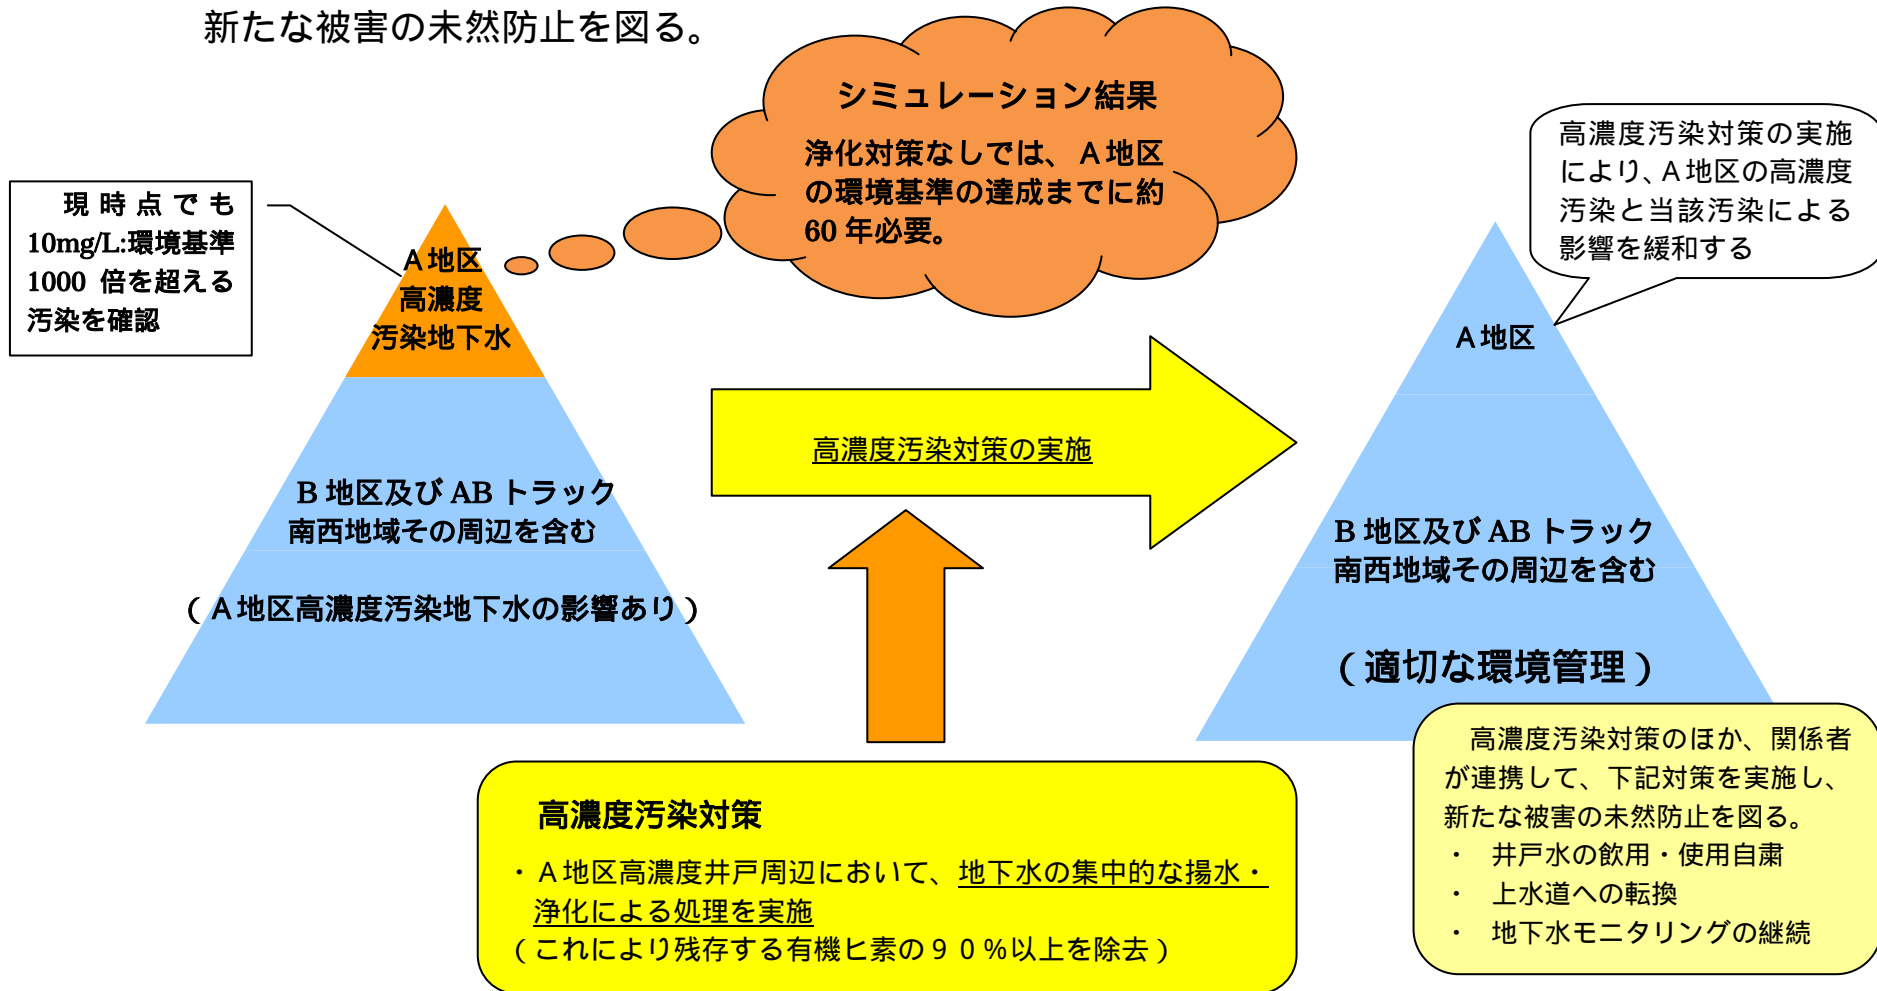 新たな被害の未然防止を図る。
シミュレーション結果
浄化対策なしでは、Ａ地区
の環境基準の達成までに約
60 年必要。
現時点でも
10mg/L:環境基準
1000 倍を超える
汚染を確認
Ａ地区
高濃度
汚染地下水
B 地区及び AB トラック
南西地域その周辺を含む
（Ａ地区高濃度汚染地下水の影響あり）
高濃度汚染対策の実施
高濃度汚染対策
・Ａ地区高濃度井戸周辺において、地下水の集中的な揚水・
浄化による処理を実施
（これにより残存する有機ヒ素の９０％以上を除去）
高濃度汚染対策の実施
により、Ａ地区の高濃度
汚染と当該汚染による
影響を緩和する
Ａ地区
B 地区及び AB トラック
南西地域その周辺を含む
（適切な環境管理）
高濃度汚染対策のほか、関係者
が連携して、下記対策を実施し、
新たな被害の未然防止を図る。
・ 井戸水の飲用・使用自粛
・ 上水道への転換
・ 地下水モニタリングの継続